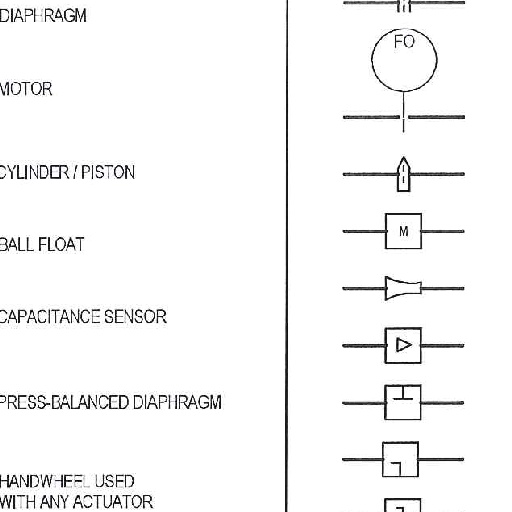 DIAPHRAGM
FO
MOTOR
CYLINDER / PISTON
M
BALL FLOAT
CAPACITANCE SENSOR
PRESS-BALANCED DIAPHRAGM
HANDWHEEL USED
WITH ANY ACTUATOR